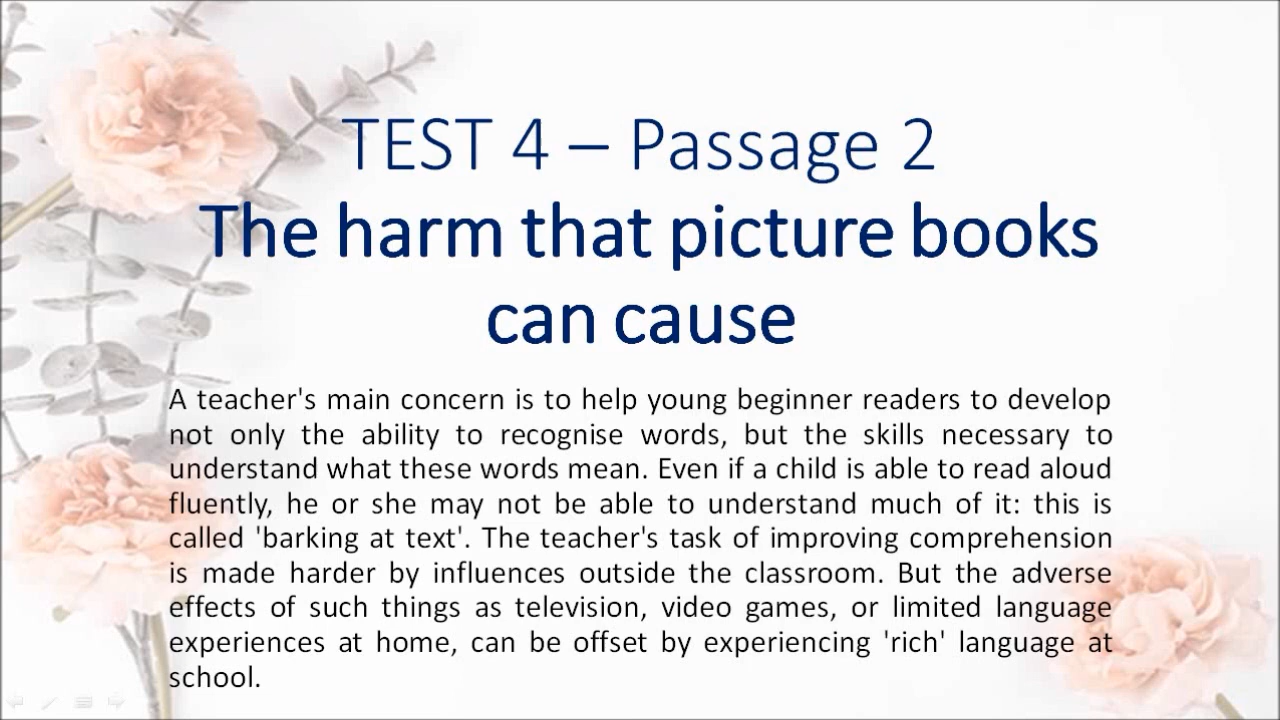 TEST 4 – Passage 2
The harm that picture books
can cause
A teacher's main concern is to help young beginner readers to develop
not only the ability to recognise words, but the skills necessary to
understand what these words mean. Even if a child is able to read aloud
fluently, he or she may not be able to understand much of it: this is
called 'barking at text'. The teacher's task of improving comprehension
is made harder by influences outside the classroom. But the adverse
effects of such things as television, video games, or limited language
experiences at home, can be offset by experiencing 'rich' language at
school.